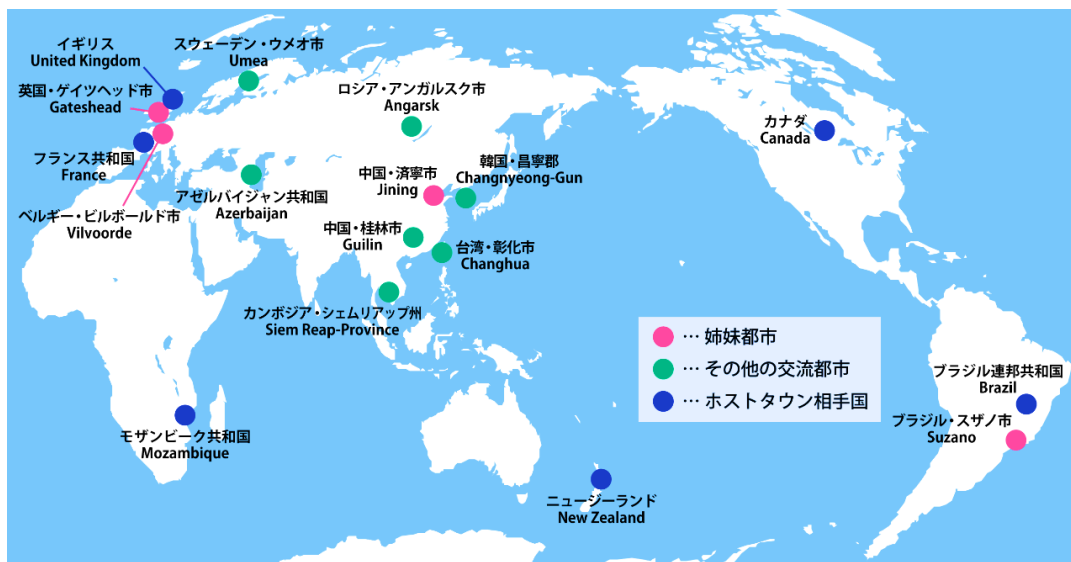 イギリス
United Kingdom
スウェーデン・ウメオ市
Umea
英国・ゲイツヘッド市
Gateshead
ロシア・アンガルスク市
Angarsk
カナダ
Canada
フランス共和国
France
中国・済寧市
Jining
韓国・昌寧郡
Changnyeong-Gun
アゼルバイジャン共和国
Azerbaijan
ベルギー・ビルボールド市
Vilvoorde
中国・桂林市
Guilin
台湾・彰化市
Changhua
カンボジア・シェムリアップ州
Siem Reap-Province
… 姉妹都市
… その他の交流都市
… ホストタウン相手国
ブラジル連邦共和国
Brazil
ブラジル・スザノ市
Suzano
モザンビーク共和国
Mozambique
ニュージーランド
New Zealand